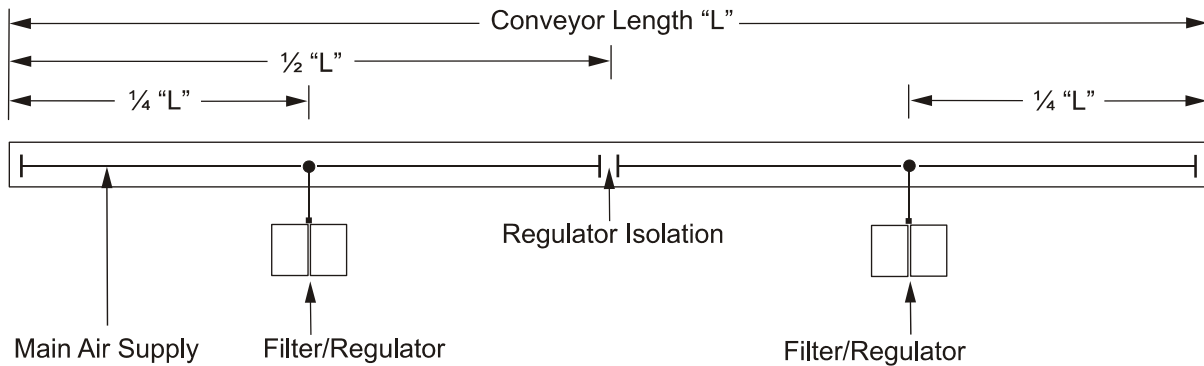 Conveyor Length “L”
½ “L”
¼ “L”
¼ “L”
Regulator Isolation
Main Air Supply
Filter/Regulator
Filter/Regulator